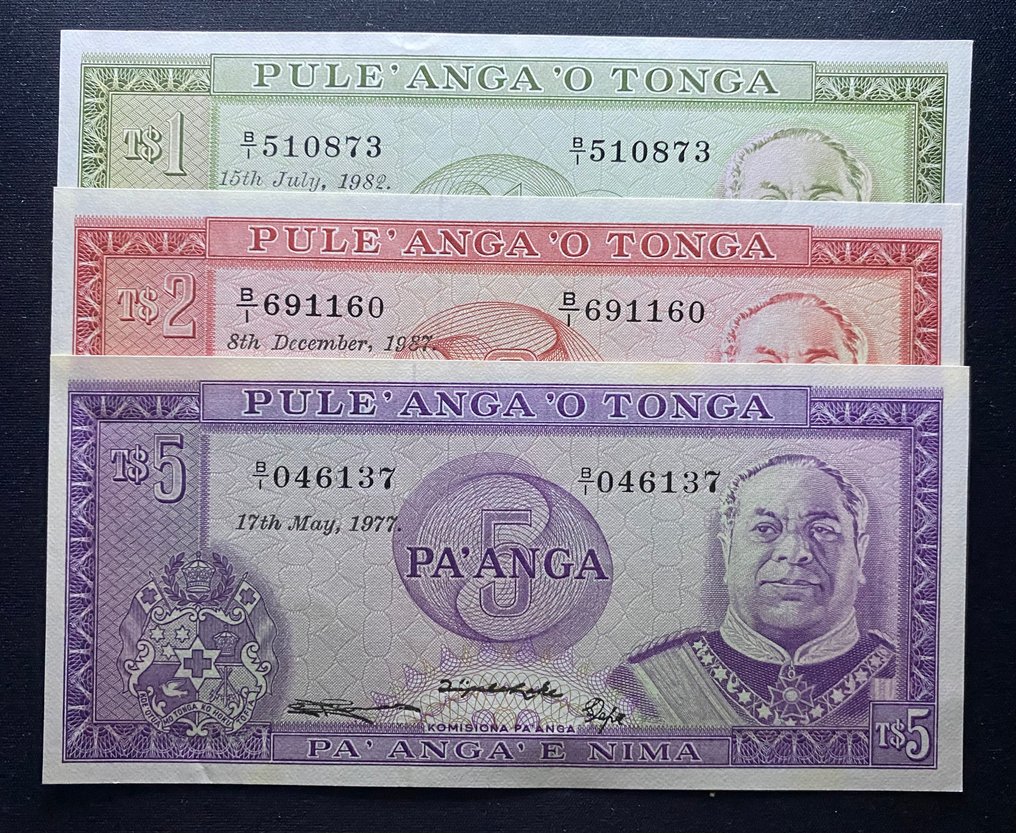 PULE'ANGA 'O TONGA
T$1
B/1 510873 B/1 510873
15th July, 1982.
PULE'ANGA 'O TONGA
T$2
B/1 691160 B/1 691160
8th December, 1987.
PULE'ANGA 'O TONGA
T$5
B/1 046137 B/1 046137
17th May, 1977.
5
PA'ANGA
KOMISIONA PA'ANGA
PA'ANGA 'E NIMA
T$5